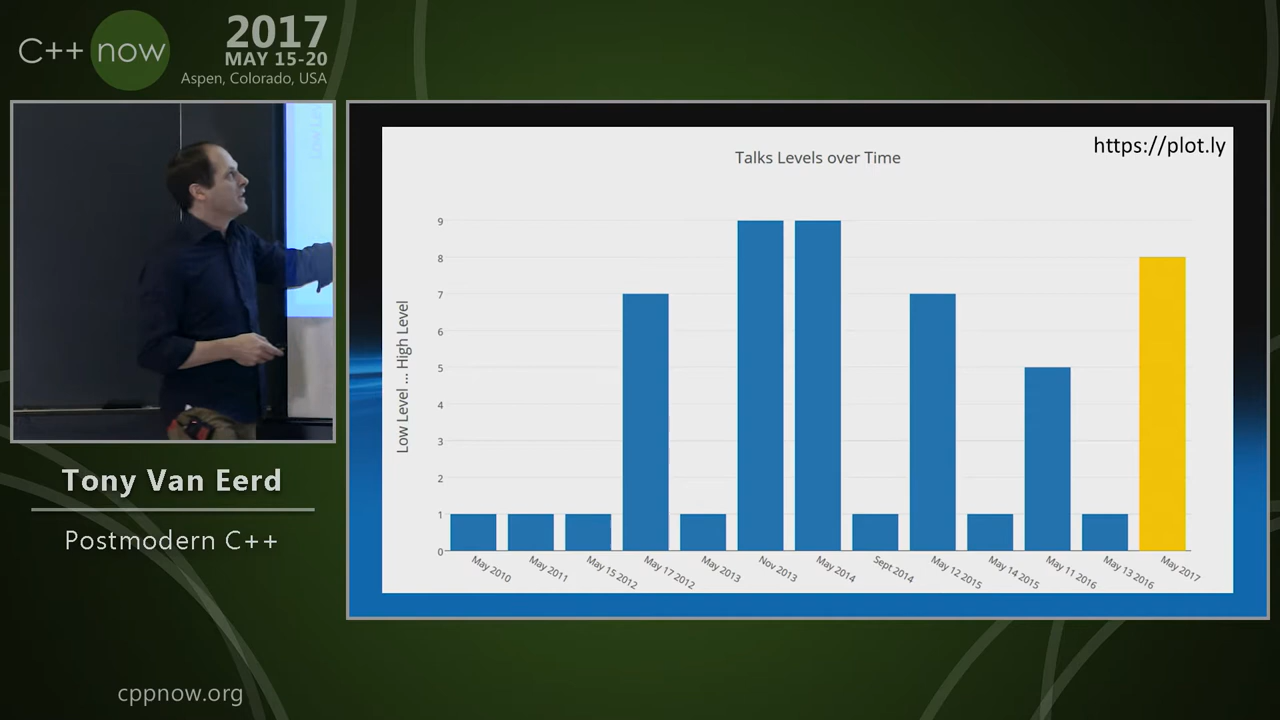 C++ now
2017
MAY 15-20
Aspen, Colorado, USA
Tony Van Eerd
Postmodern C++
cppnow.org
https://plot.ly
Talks Levels over Time
Low Level ... High Level
9
8
7
6
5
4
3
2
1
0
May 2010
May 2011
May 15 2012
May 17 2012
May 2013
Nov 2013
May 2014
Sept 2014
May 12 2015
May 14 2015
May 11 2016
May 13 2016
May 2017